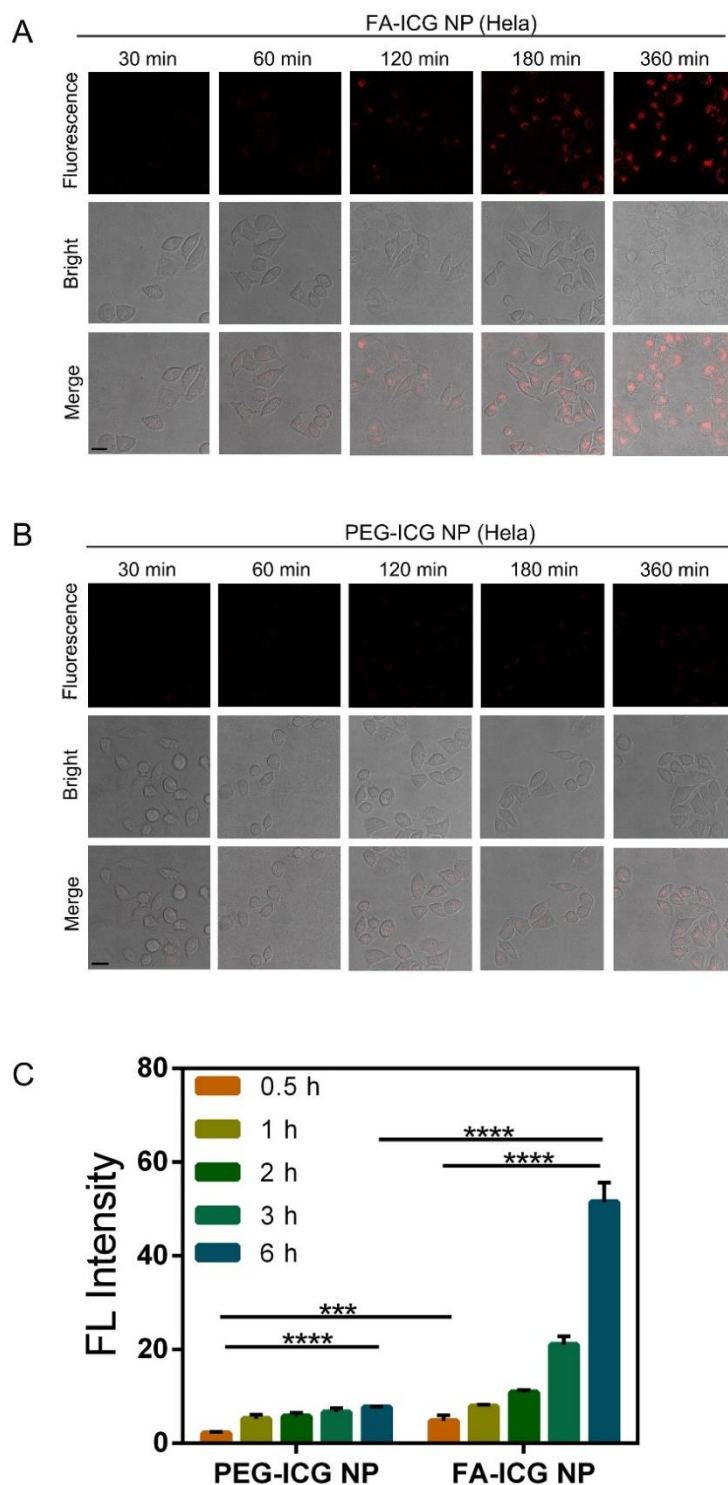 A
FA-ICG NP (Hela)
30 min 60 min 120 min 180 min 360 min
Fluorescence
Bright
Merge
B
PEG-ICG NP (Hela)
30 min 60 min 120 min 180 min 360 min
Fluorescence
Bright
Merge
C
FL Intensity
80
60
40
20
0
0.5 h
1 h
2 h
3 h
6 h
****
****
***
****
PEG-ICG NP FA-ICG NP